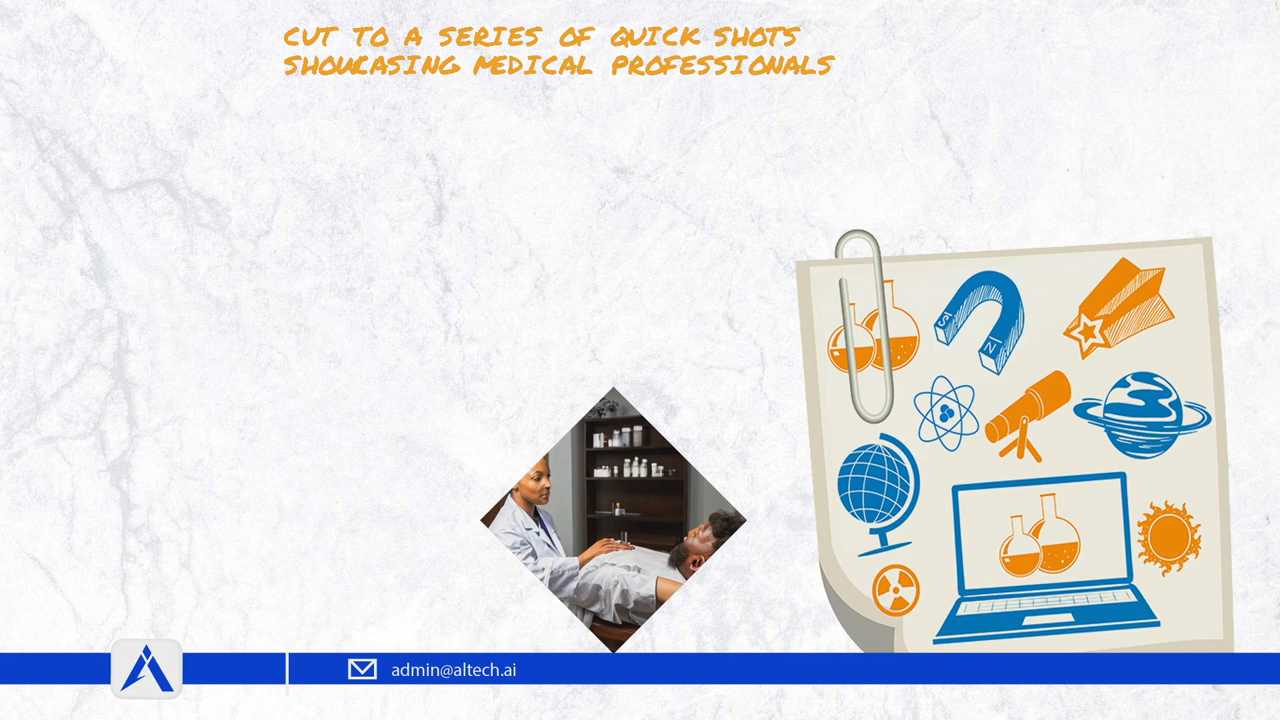 CUT TO A SERIES OF QUICK SHOTS
SHOWCASING MEDICAL PROFESSIONALS
S
N
admin@altech.ai